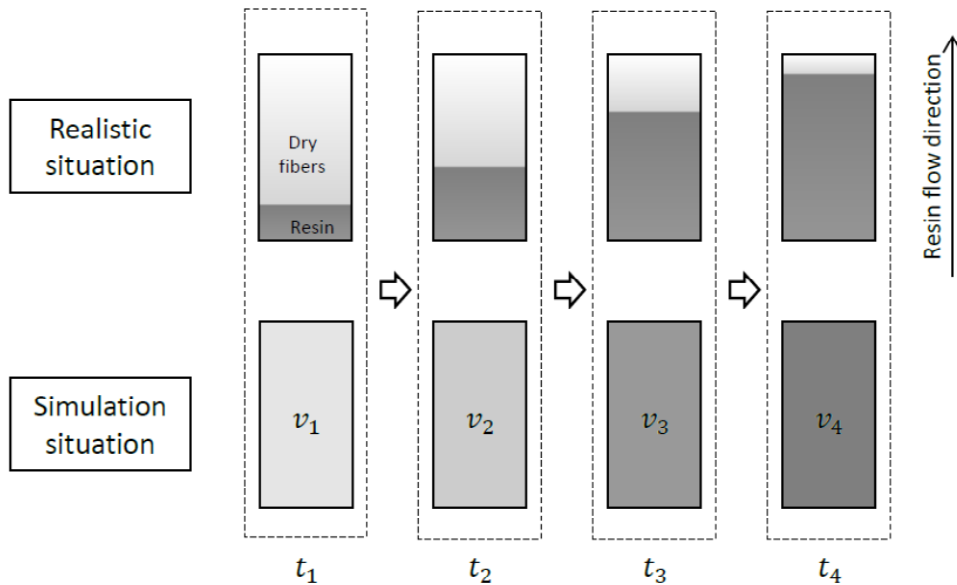 Realistic
situation
Dry
fibers
Resin
Resin flow direction
Simulation
situation
v₁
v₂
v₃
v₄
t₁
t₂
t₃
t₄